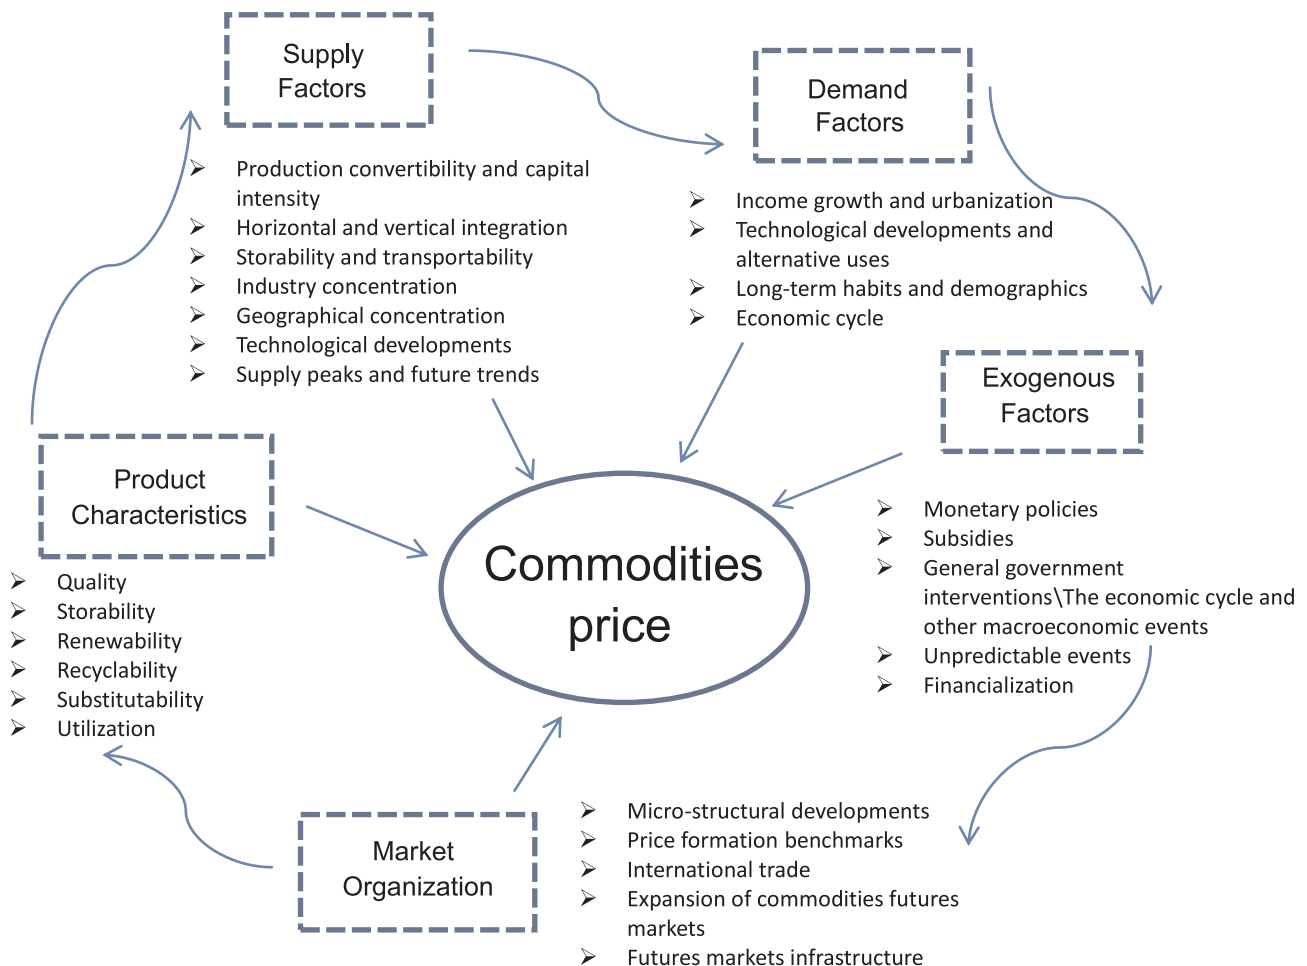 Supply
Factors
Production convertibility and capital
intensity
Horizontal and vertical integration
Storability and transportability
Industry concentration
Geographical concentration
Technological developments
Supply peaks and future trends
Demand
Factors
Income growth and urbanization
Technological developments and
alternative uses
Long-term habits and demographics
Economic cycle
Exogenous
Factors
Monetary policies
Subsidies
General government
interventions\The economic cycle and
other macroeconomic events
Unpredictable events
Financialization
Product
Characteristics
Quality
Storability
Renewability
Recyclability
Substitutability
Utilization
Commodities
price
Market
Organization
Micro-structural developments
Price formation benchmarks
International trade
Expansion of commodities futures
markets
Futures markets infrastructure